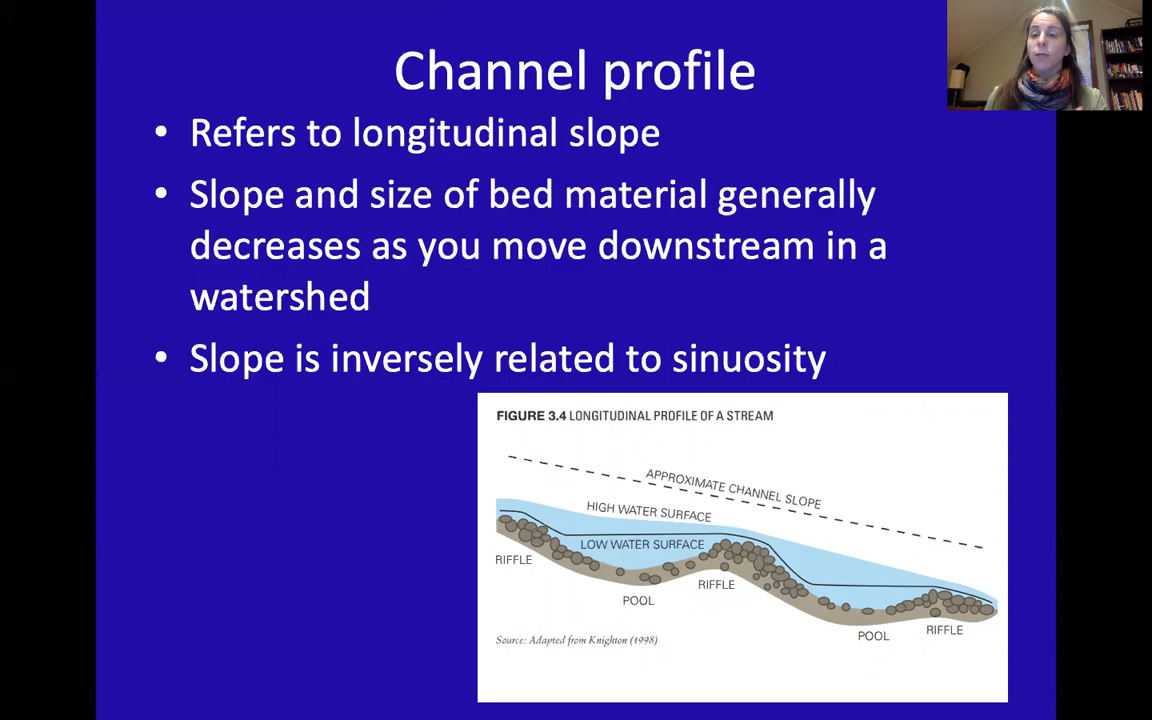 Channel profile
• Refers to longitudinal slope
• Slope and size of bed material generally
decreases as you move downstream in a
watershed
• Slope is inversely related to sinuosity
FIGURE 3.4 LONGITUDINAL PROFILE OF A STREAM
APPROXIMATE CHANNEL SLOPE
HIGH WATER SURFACE
LOW WATER SURFACE
RIFFLE
RIFFLE
POOL
RIFFLE
POOL
Source: Adapted from Knighton (1998)